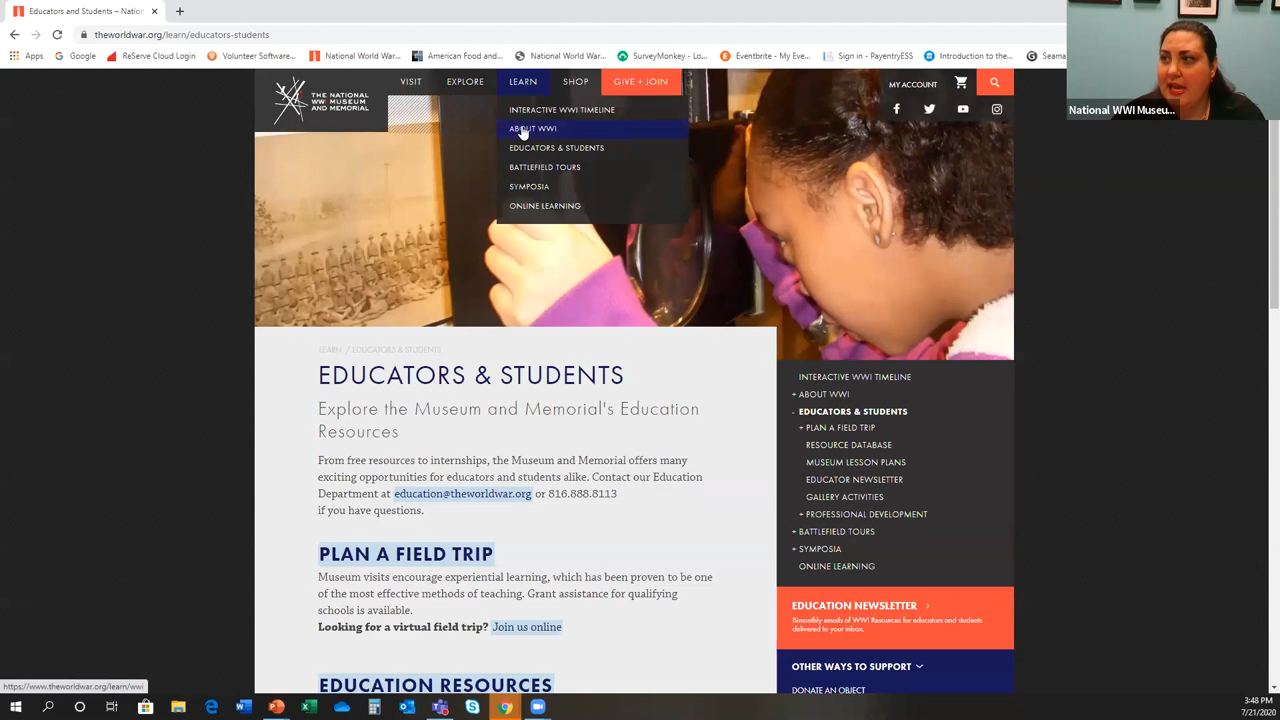 Educators and Students – Natio
theworldwar.org/learn/educators-students
Apps
Google
ReServe Cloud Login
Volunteer Software...
National World War...
American Food and...
National World War...
SurveyMonkey - Lo...
Eventbrite - My Eve...
Sign in - PayentryESS
Introduction to the...
Seama
National WWI Museu...
THE NATIONAL
WWI MUSEUM
AND MEMORIAL
VISIT
EXPLORE
LEARN
SHOP
GIVE + JOIN
MY ACCOUNT
INTERACTIVE WWI TIMELINE
ABOUT WWI
EDUCATORS & STUDENTS
BATTLEFIELD TOURS
SYMPOSIA
ONLINE LEARNING
LEARN / EDUCATORS & STUDENTS
EDUCATORS & STUDENTS
Explore the Museum and Memorial's Education
Resources
From free resources to internships, the Museum and Memorial offers many
exciting opportunities for educators and students alike. Contact our Education
Department at education@theworldwar.org or 816.888.8113
if you have questions.
PLAN A FIELD TRIP
Museum visits encourage experiential learning, which has been proven to be one
of the most effective methods of teaching. Grant assistance for qualifying
schools is available.
Looking for a virtual field trip? Join us online
EDUCATION RESOURCES
INTERACTIVE WWI TIMELINE
+ ABOUT WWI
- EDUCATORS & STUDENTS
+ PLAN A FIELD TRIP
RESOURCE DATABASE
MUSEUM LESSON PLANS
EDUCATOR NEWSLETTER
GALLERY ACTIVITIES
+ PROFESSIONAL DEVELOPMENT
+ BATTLEFIELD TOURS
+ SYMPOSIA
ONLINE LEARNING
EDUCATION NEWSLETTER >
Bimonthly emails of WWI Resources for educators and students
delivered to your inbox.
OTHER WAYS TO SUPPORT
DONATE AN OBJECT
https://www.theworldwar.org/learn/wwi
3:48 PM
7/21/2020